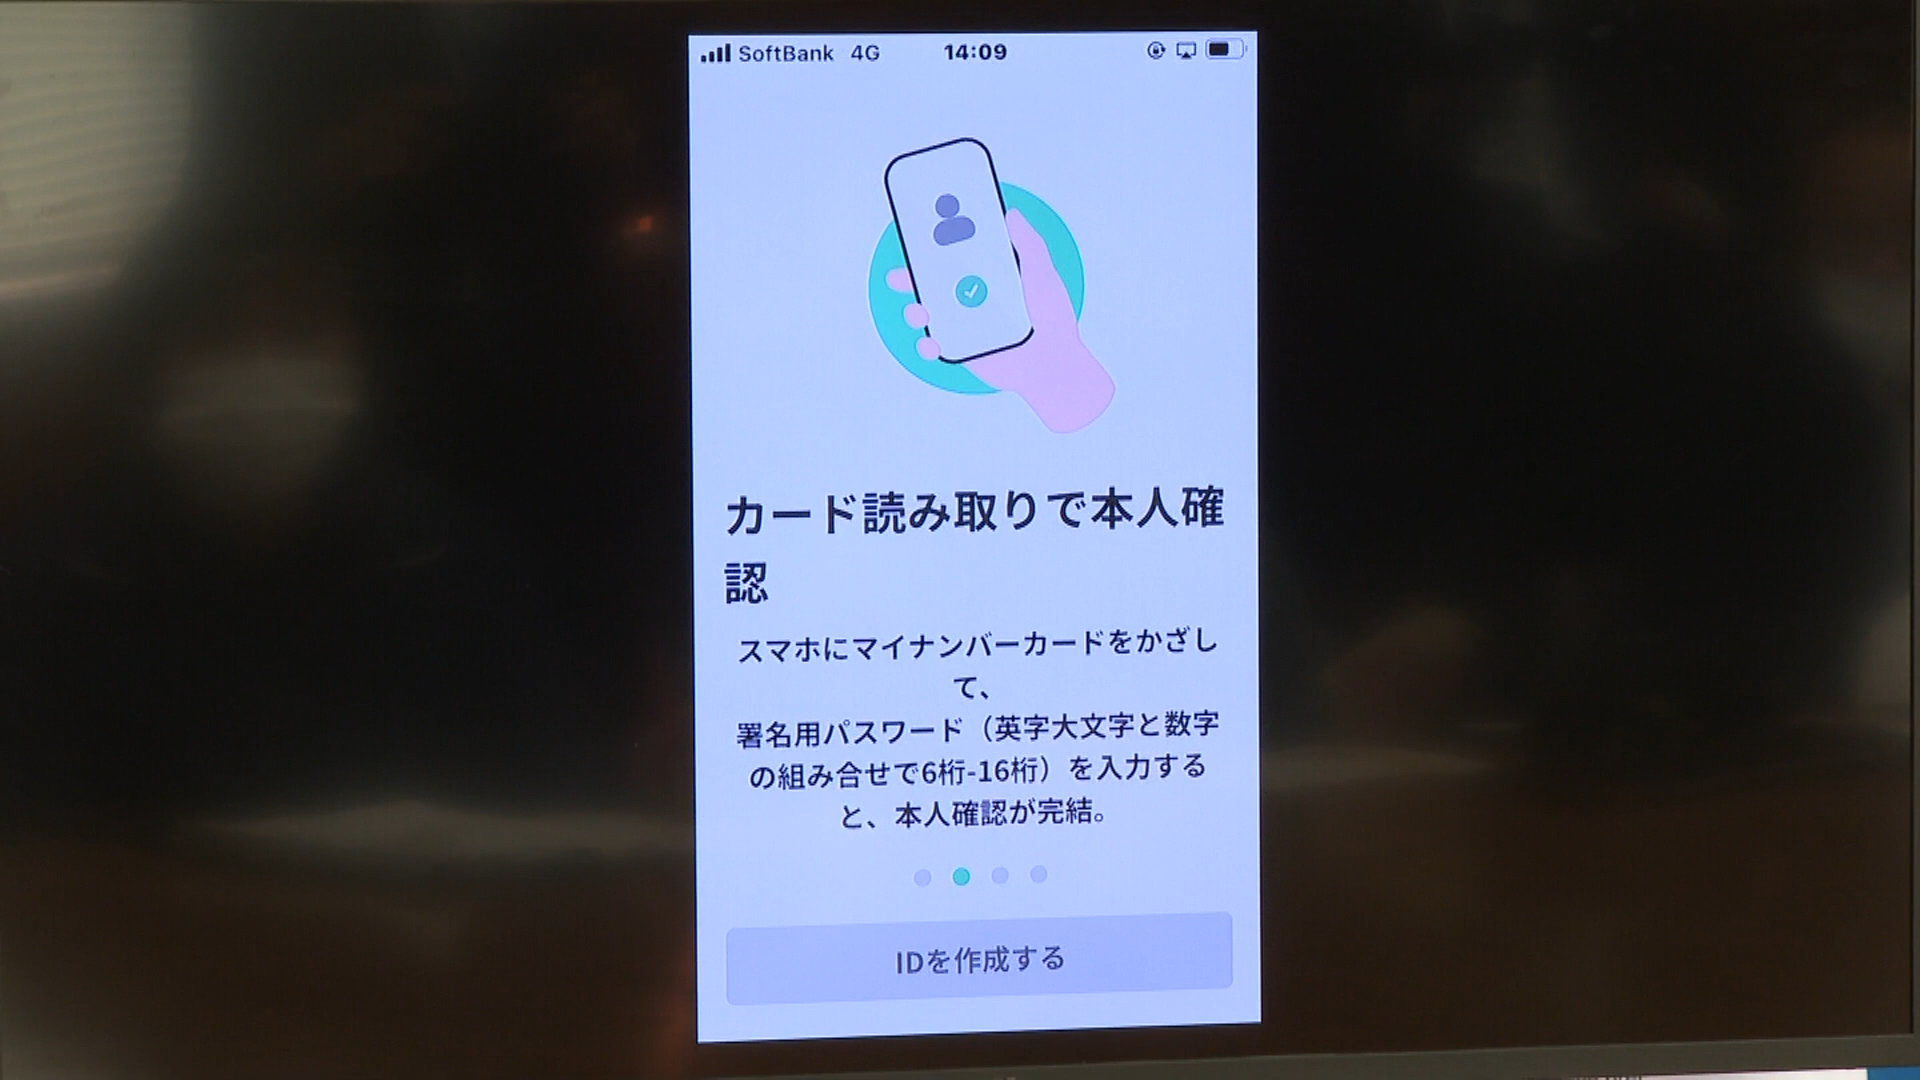 SoftBank 4G 14:09
カード読み取りで本人確
認
スマホにマイナンバーカードをかざし
て、
署名用パスワード（英字大文字と数字
の組み合せで6桁-16桁）を入力する
と、本人確認が完結。
IDを作成する